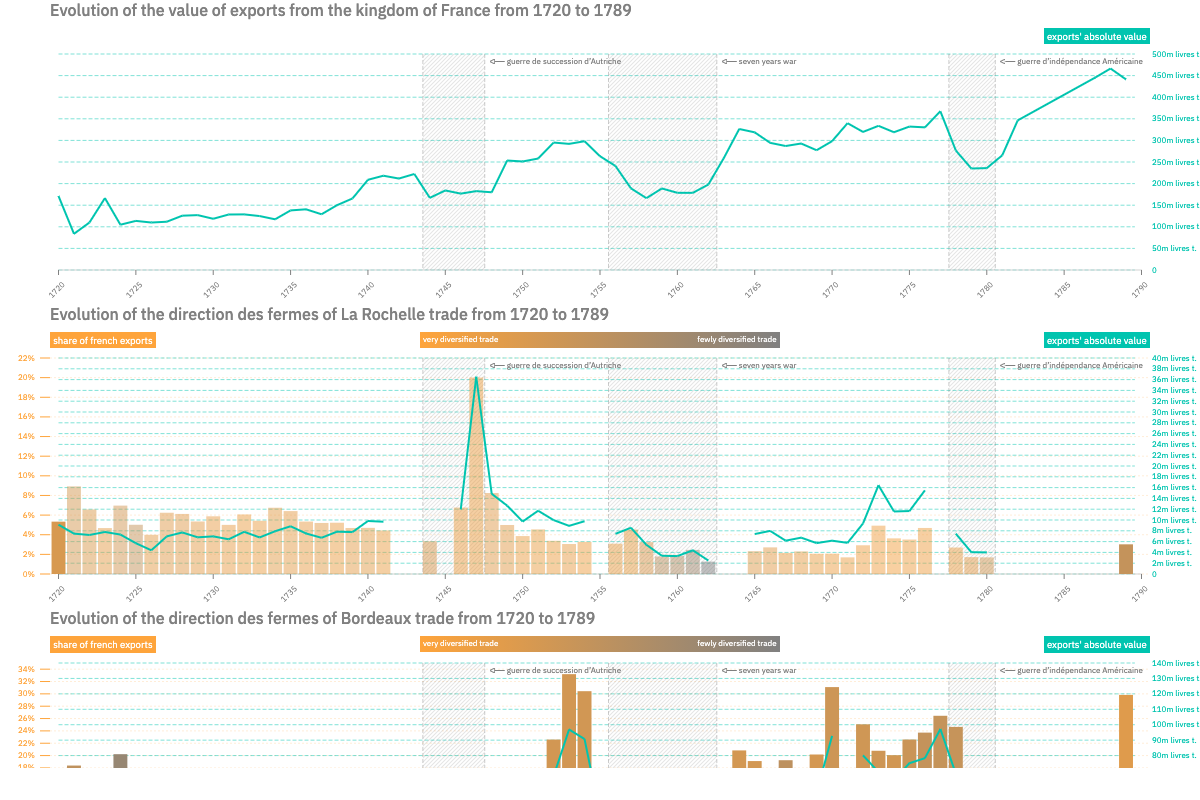 Evolution of the value of exports from the kingdom of France from 1720 to 1789
exports' absolute value
500m livres t
guerre de succession d'Autriche
seven years war
guerre d'indépendance Américaine
450m livres t
400m livres t
350m livres t
300m livres t
250m livres t
200m livres t
150m livres t
100m livres t
50m livres t.
0
1720 1725 1730 1735 1740 1745 1750 1755 1760 1765 1770 1775 1780 1785 1790
Evolution of the direction des fermes of La Rochelle trade from 1720 to 1789
share of french exports very diversified trade fewly diversified trade exports' absolute value
22% 40m livres t.
guerre de succession d'Autriche seven years war guerre d'indépendance Américaine
38m livres t.
20% 36m livres t.
34m livres t.
18% 32m livres t.
16% 30m livres t.
28m livres t.
14% 26m livres t.
24m livres t.
12% 22m livres t.
10% 20m livres t.
18m livres t.
8% 16m livres t.
14m livres t.
6% 12m livres t.
10m livres t.
4% 8m livres t.
6m livres t.
2% 4m livres t.
2m livres t.
0% 0
1720 1725 1730 1735 1740 1745 1750 1755 1760 1765 1770 1775 1780 1785 1790
Evolution of the direction des fermes of Bordeaux trade from 1720 to 1789
share of french exports very diversified trade fewly diversified trade exports' absolute value
140m livres t
34% guerre de succession d'Autriche seven years war guerre d'indépendance Américaine
32% 130m livres t
30% 120m livres t
28%
26% 110m livres t
24% 100m livres t
22% 90m livres t
20% 80m livres t
18%